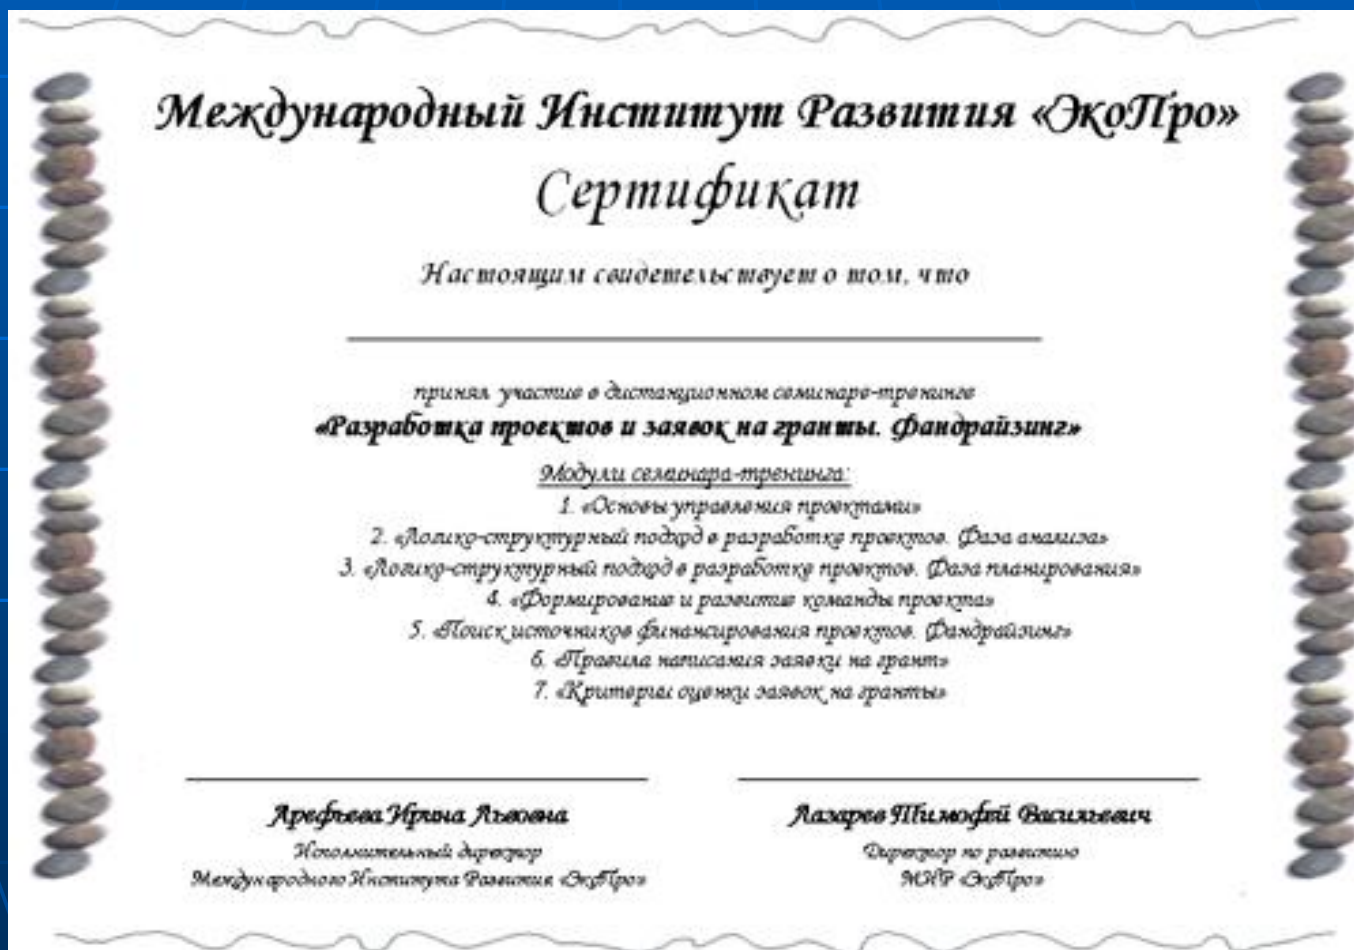 Международный Институт Развития «ЭкоПро»
Сертификат
Настоящим свидетельствует о том, что
принял участие в дистанционном семинаре-тренинге
«Разработка проектов и заявок на гранты. Фандрайзинг»
Модули семинара-тренинга:
1. «Основы управления проектами»
2. «Логико-структурный подход в разработке проектов. Фаза анализа»
3. «Логико-структурный подход в разработке проектов. Фаза планирования»
4. «Формирование и развитие команды проекта»
5. «Поиск источников финансирования проектов. Фандрайзинг»
6. «Правила написания заявки на грант»
7. «Критерии оценки заявок на гранты»
Арефьева Ирина Львовна
Лазарев Тимофей Васильевич
Исполнительный директор
Директор по развитию
Международного Института Развития «ЭкоПро»
МИР «ЭкоПро»